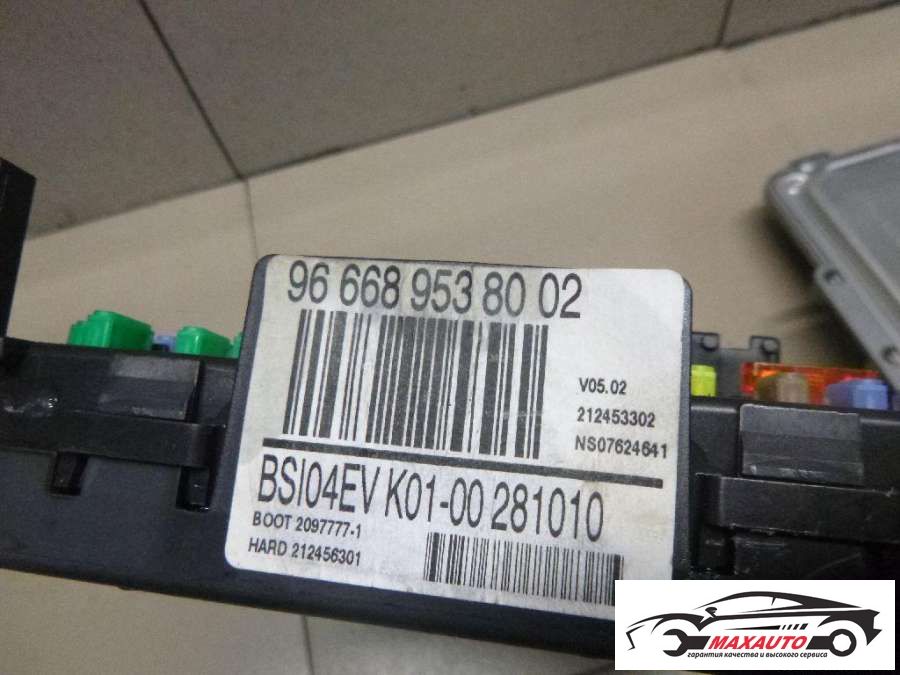 96 668 953 80 02
V05.02
212453302
NS07624641
BSI04EV K01-00 281010
BOOT 2097777-1
HARD 212456301
MAXAUTO
гарантия качества и высокого сервиса